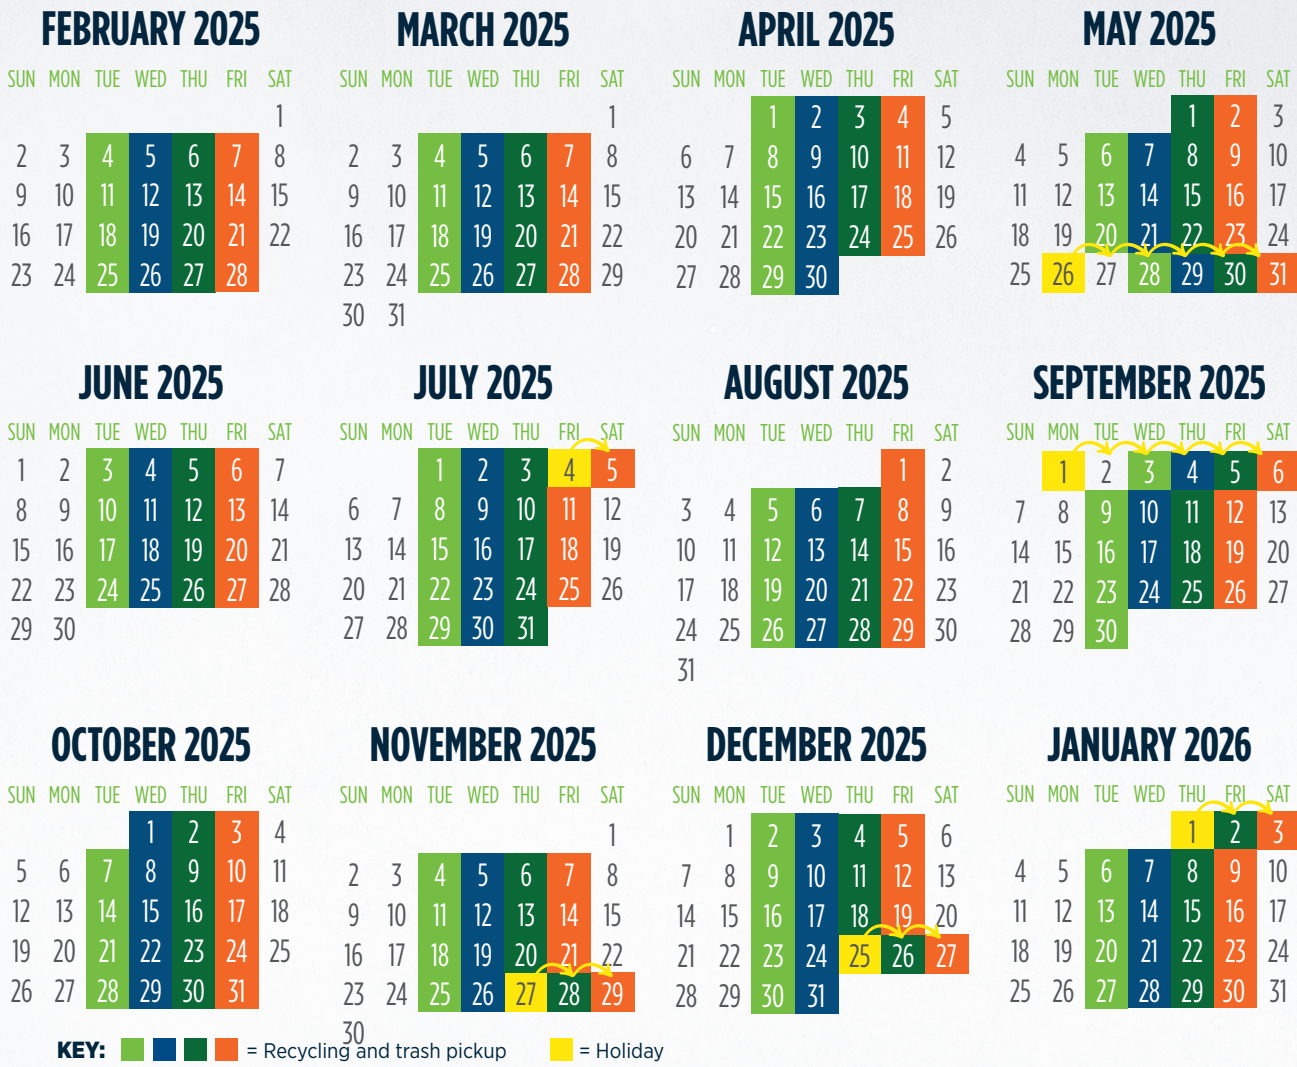 FEBRUARY 2025
SUN MON TUE WED THU FRI SAT
1
2 3 4 5 6 7 8
9 10 11 12 13 14 15
16 17 18 19 20 21 22
23 24 25 26 27 28
MARCH 2025
SUN MON TUE WED THU FRI SAT
1
2 3 4 5 6 7 8
9 10 11 12 13 14 15
16 17 18 19 20 21 22
23 24 25 26 27 28 29
30 31
APRIL 2025
SUN MON TUE WED THU FRI SAT
1 2 3 4 5
6 7 8 9 10 11 12
13 14 15 16 17 18 19
20 21 22 23 24 25 26
27 28 29 30
MAY 2025
SUN MON TUE WED THU FRI SAT
1 2 3
4 5 6 7 8 9 10
11 12 13 14 15 16 17
18 19 20 21 22 23 24
25 26 27 28 29 30 31
JUNE 2025
SUN MON TUE WED THU FRI SAT
1 2 3 4 5 6 7
8 9 10 11 12 13 14
15 16 17 18 19 20 21
22 23 24 25 26 27 28
29 30
JULY 2025
SUN MON TUE WED THU FRI SAT
1 2 3 4 5
6 7 8 9 10 11 12
13 14 15 16 17 18 19
20 21 22 23 24 25 26
27 28 29 30 31
AUGUST 2025
SUN MON TUE WED THU FRI SAT
1 2
3 4 5 6 7 8 9
10 11 12 13 14 15 16
17 18 19 20 21 22 23
24 25 26 27 28 29 30
31
SEPTEMBER 2025
SUN MON TUE WED THU FRI SAT
1 2 3 4 5 6
7 8 9 10 11 12 13
14 15 16 17 18 19 20
21 22 23 24 25 26 27
28 29 30
OCTOBER 2025
SUN MON TUE WED THU FRI SAT
1 2 3 4
5 6 7 8 9 10 11
12 13 14 15 16 17 18
19 20 21 22 23 24 25
26 27 28 29 30 31
NOVEMBER 2025
SUN MON TUE WED THU FRI SAT
1
2 3 4 5 6 7 8
9 10 11 12 13 14 15
16 17 18 19 20 21 22
23 24 25 26 27 28 29
30
DECEMBER 2025
SUN MON TUE WED THU FRI SAT
1 2 3 4 5 6
7 8 9 10 11 12 13
14 15 16 17 18 19 20
21 22 23 24 25 26 27
28 29 30 31
JANUARY 2026
SUN MON TUE WED THU FRI SAT
1 2 3
4 5 6 7 8 9 10
11 12 13 14 15 16 17
18 19 20 21 22 23 24
25 26 27 28 29 30 31
KEY: = Recycling and trash pickup = Holiday